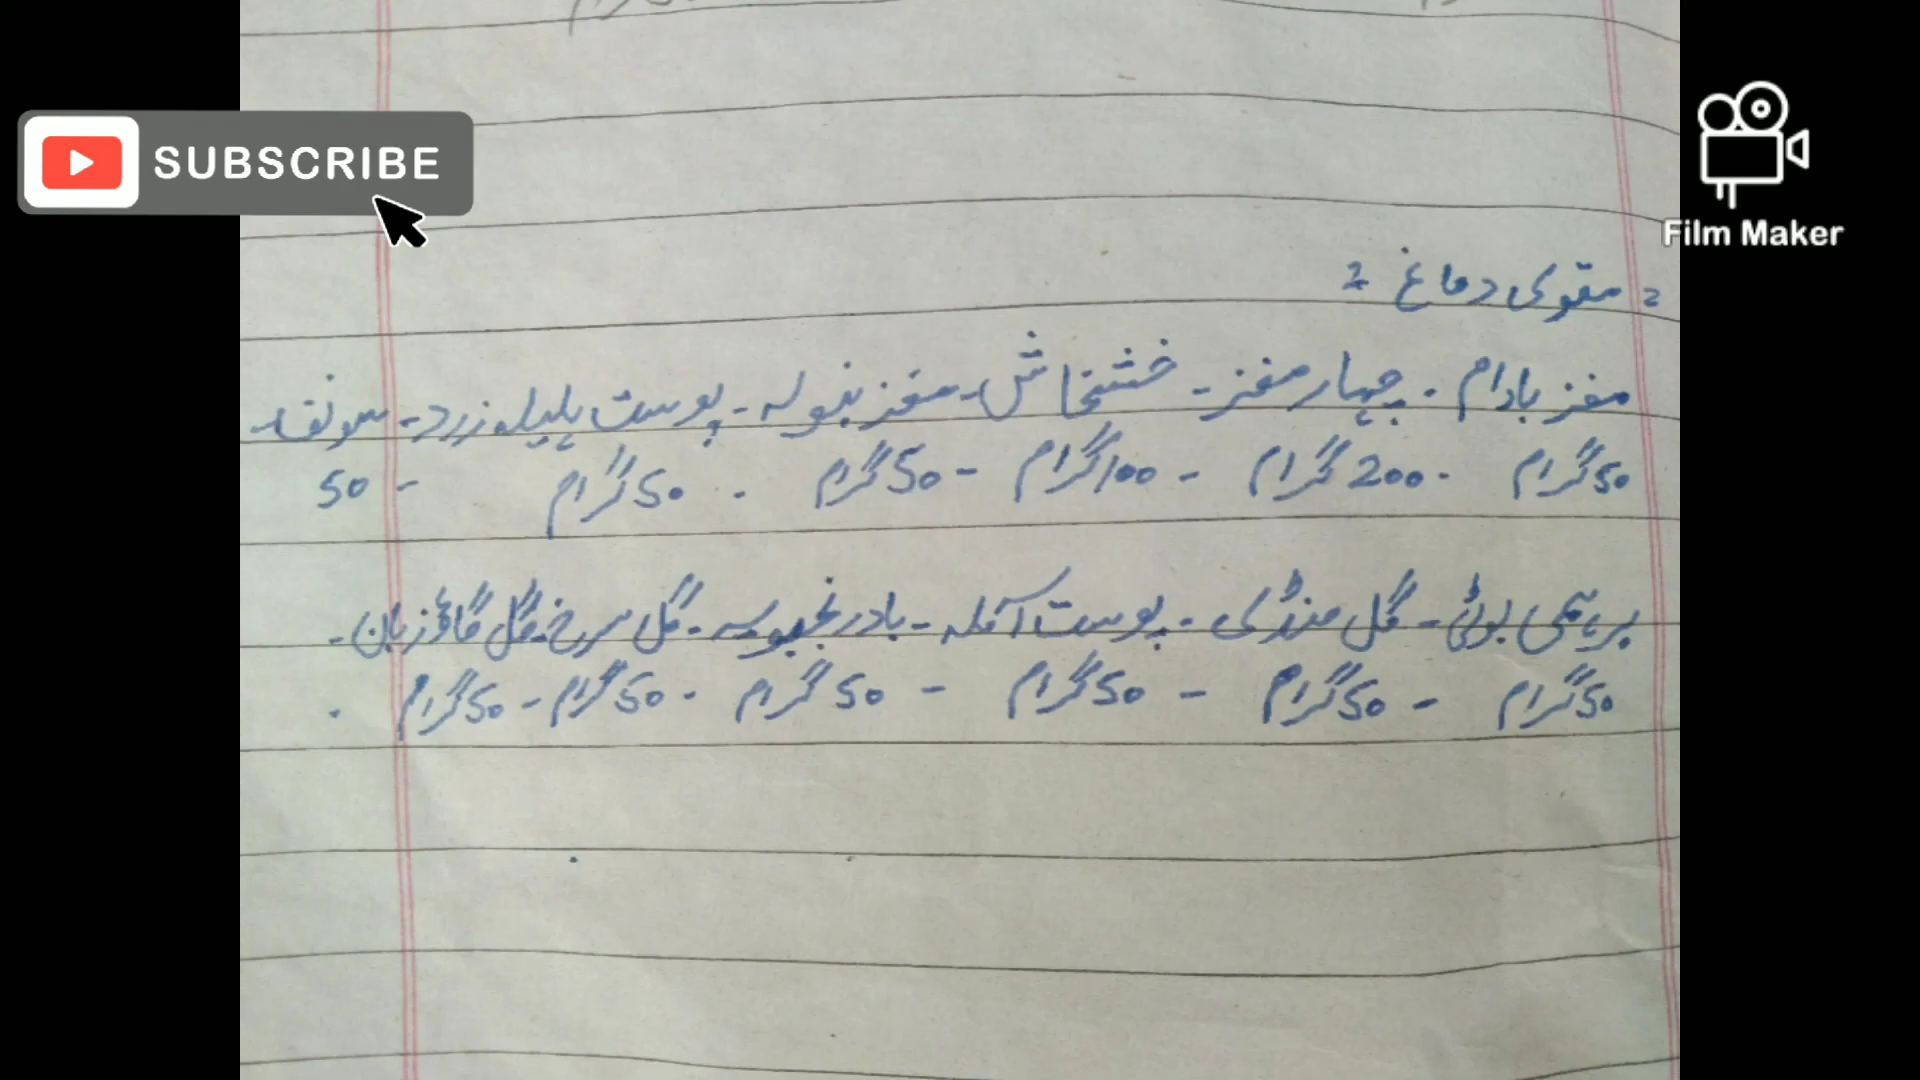 SUBSCRIBE
Film Maker
مقوی دماغ
مغز بادام - چہار مغز - خشخاش - مغز بنولہ - پوست ہلیلہ زرد - سونف -
50 گرام - 200 گرام - 100 گرام - 50 گرام - 50 گرام - 50
برہمی بوٹی - گل منڈی - پوست آملہ - بادرنجبویہ - گل سرخ - گل گاؤزبان -
50 گرام - 50 گرام - 50 گرام - 50 گرام - 50 گرام - 50 گرام -